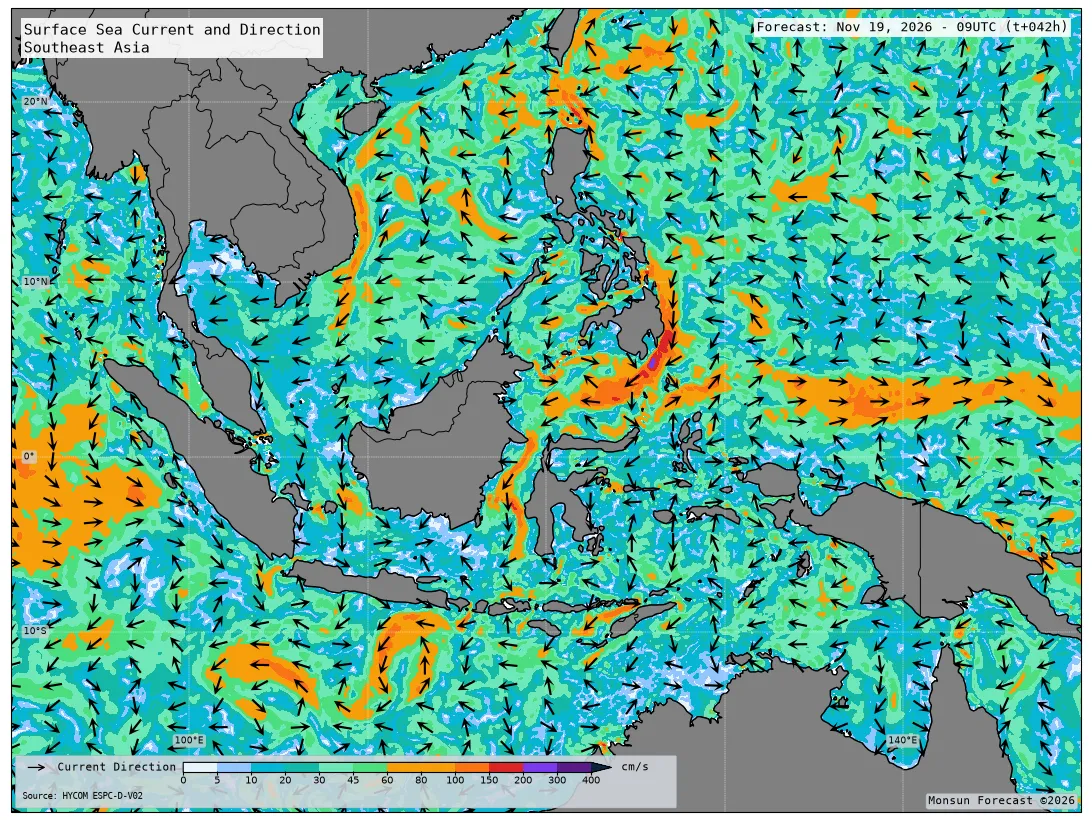 Surface Sea Current and Direction
Southeast Asia
Forecast: Nov 19, 2026 - 09UTC (t+042h)
20°N
10°N
0°
10°S
100°E
140°E
Current Direction
0 5 10 20 30 45 60 80 100 150 200 300 400
cm/s
Source: HYCOM ESPC-D-V02
Monsun Forecast ©2026